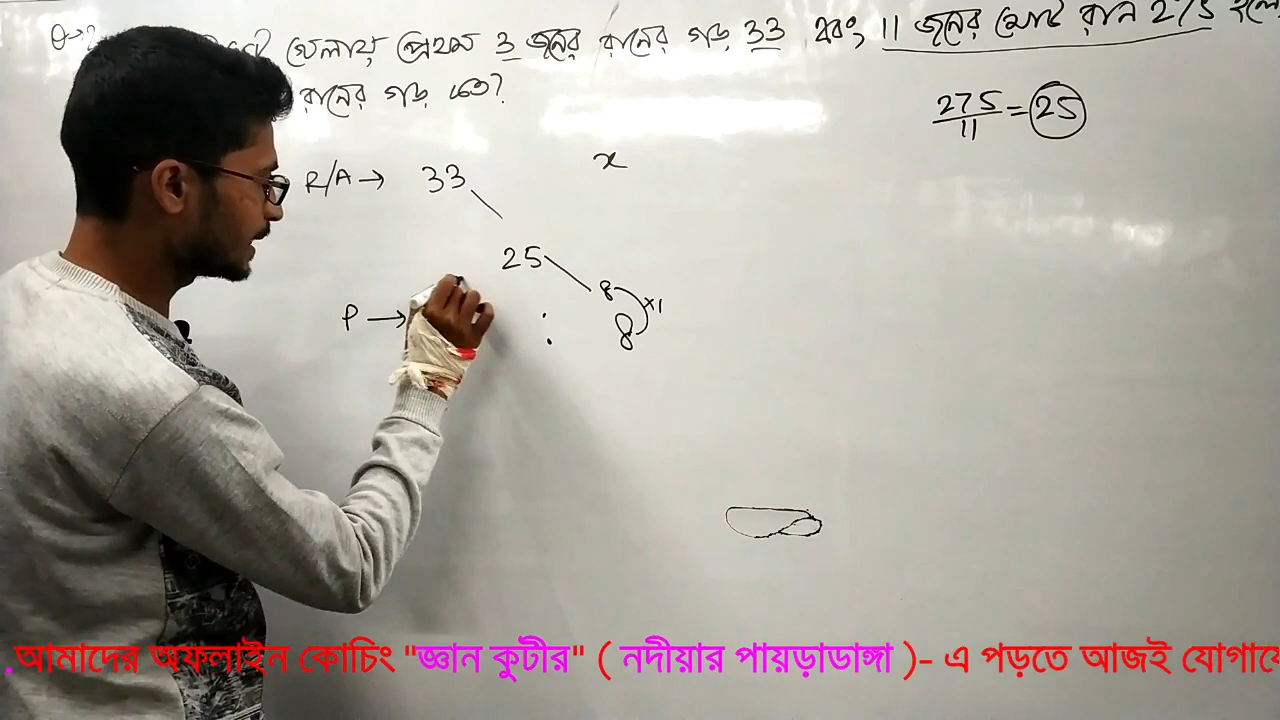 খেলায় প্রথম 3 জনের রানের গড় 33 এবং 11 জনের মোট রান 275 হলে
রানের গড় কত?
275/11 = 25
R/A → 33 x
25
8
×1
P → : 8
আমাদের অফলাইন কোচিং "জ্ঞান কুটীর" ( নদীয়ার পায়ড়াডাঙ্গা )- এ পড়তে আজই